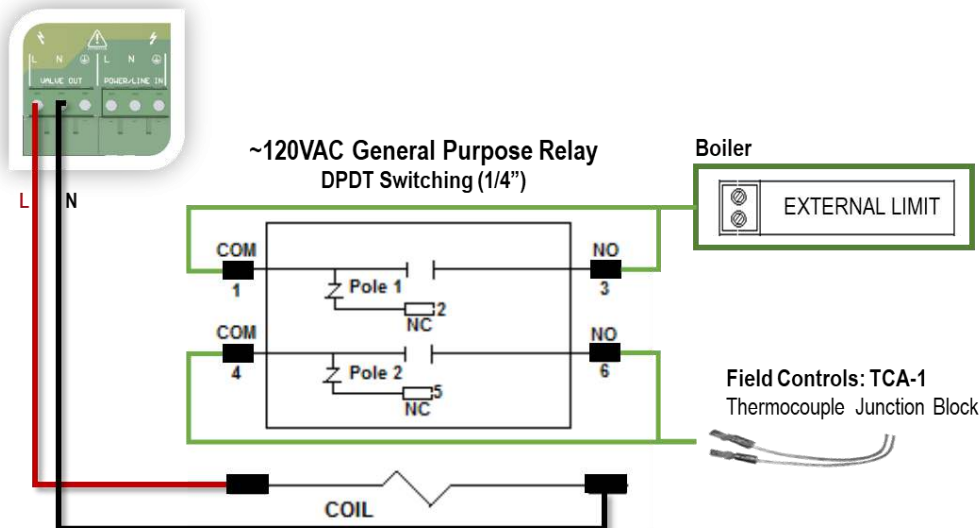 L N L N
VALVE OUT POWER/LINE IN
~120VAC General Purpose Relay
DPDT Switching (1/4”)
Boiler
EXTERNAL LIMIT
L N
COM NO
1 3
Pole 1
2
NC
COM NO
4 6
Pole 2
5
NC
Field Controls: TCA-1
Thermocouple Junction Block
COIL